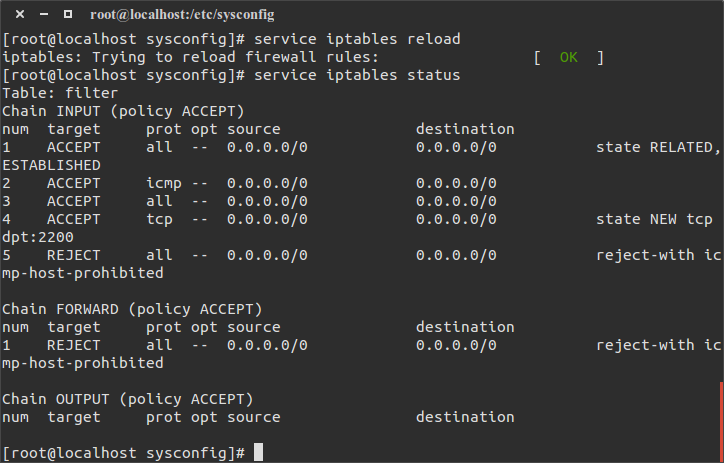 root@localhost:/etc/sysconfig
[root@localhost sysconfig]# service iptables reload
iptables: Trying to reload firewall rules:                 [  OK  ]
[root@localhost sysconfig]# service iptables status
Table: filter
Chain INPUT (policy ACCEPT)
num  target     prot opt source               destination
1    ACCEPT     all  --  0.0.0.0/0            0.0.0.0/0           state RELATED,
ESTABLISHED
2    ACCEPT     icmp --  0.0.0.0/0            0.0.0.0/0
3    ACCEPT     all  --  0.0.0.0/0            0.0.0.0/0
4    ACCEPT     tcp  --  0.0.0.0/0            0.0.0.0/0           state NEW tcp
dpt:2200
5    REJECT     all  --  0.0.0.0/0            0.0.0.0/0           reject-with ic
mp-host-prohibited
Chain FORWARD (policy ACCEPT)
num  target     prot opt source               destination
1    REJECT     all  --  0.0.0.0/0            0.0.0.0/0           reject-with ic
mp-host-prohibited
Chain OUTPUT (policy ACCEPT)
num  target     prot opt source               destination
[root@localhost sysconfig]#